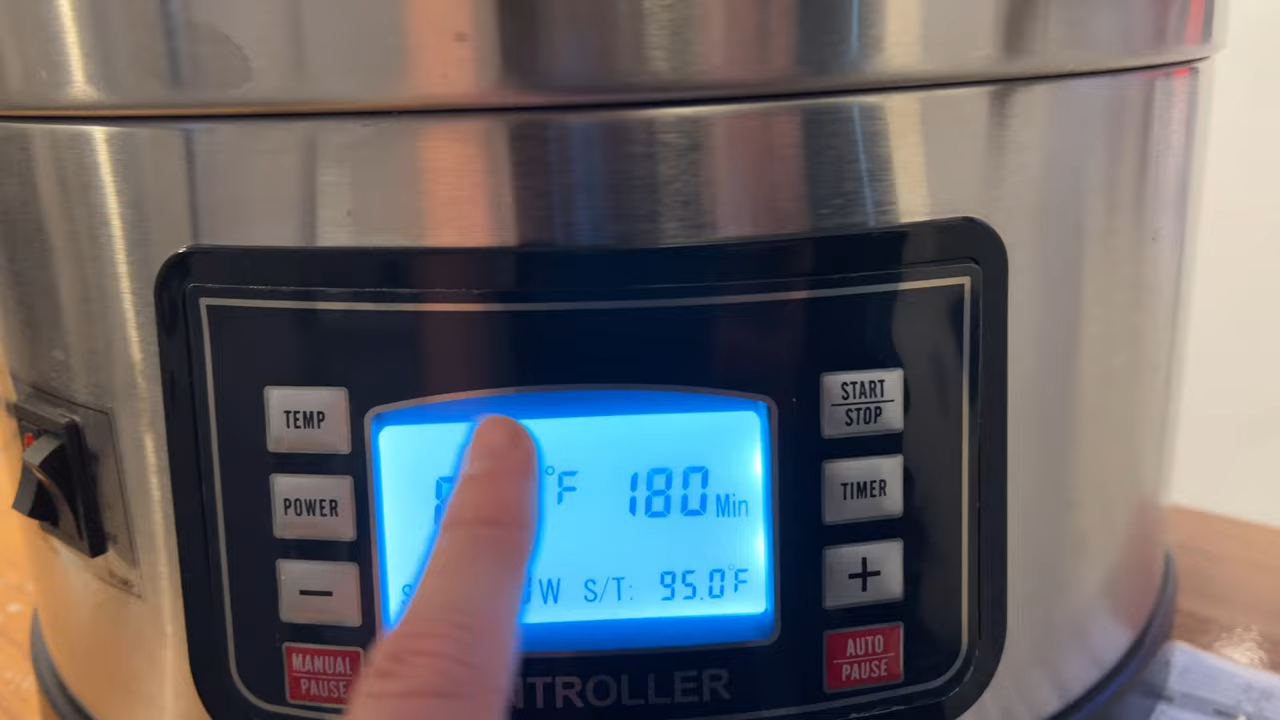 TEMP
POWER
−
MANUAL
PAUSE
°F 180 Min
W S/T: 95.0°F
START
STOP
TIMER
+
AUTO
PAUSE
NTROLLER